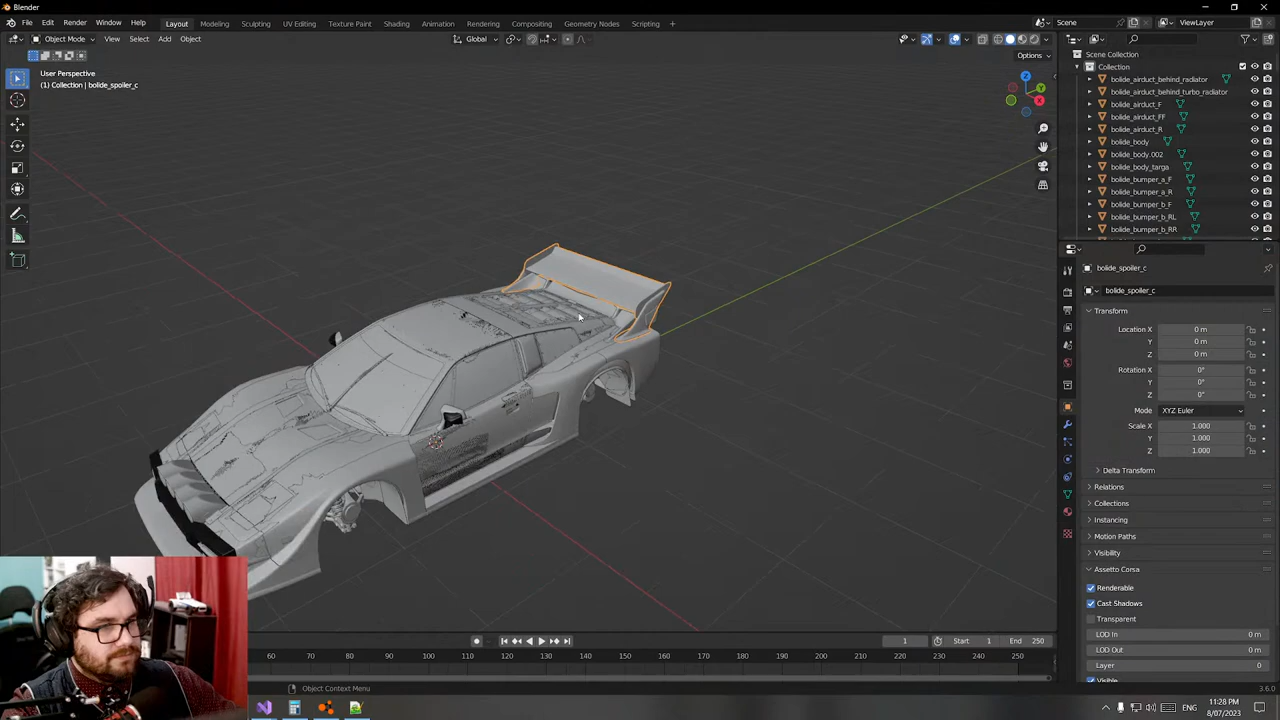 Blender
File Edit Render Window Help Layout Modeling Sculpting UV Editing Texture Paint Shading Animation Rendering Compositing Geometry Nodes Scripting + Scene ViewLayer
Object Mode View Select Add Object Global
Options
User Perspective
(1) Collection | bolide_spoiler_c
Z
Y
X
Scene Collection
Collection
bolide_airduct_behind_radiator
bolide_airduct_behind_turbo_radiator
bolide_airduct_F
bolide_airduct_FF
bolide_airduct_R
bolide_body
bolide_body.002
bolide_body_targa
bolide_bumper_a_F
bolide_bumper_a_R
bolide_bumper_b_F
bolide_bumper_b_RL
bolide_bumper_b_RR
bolide_spoiler_c
bolide_spoiler_c
Transform
Location X 0 m
Y 0 m
Z 0 m
Rotation X 0°
Y 0°
Z 0°
Mode XYZ Euler
Scale X 1.000
Y 1.000
Z 1.000
Delta Transform
Relations
Collections
Instancing
Motion Paths
Visibility
Assetto Corsa
Renderable
Cast Shadows
Transparent
LOD In 0 m
LOD Out 0 m
Layer 0
Visible
1 Start 1 End 250
60 70 80 90 100 110 120 130 140 150 160 170 180 190 200 210 220 230 240 250
Object Context Menu
3.6.0
ENG
11:28 PM
8/07/2023